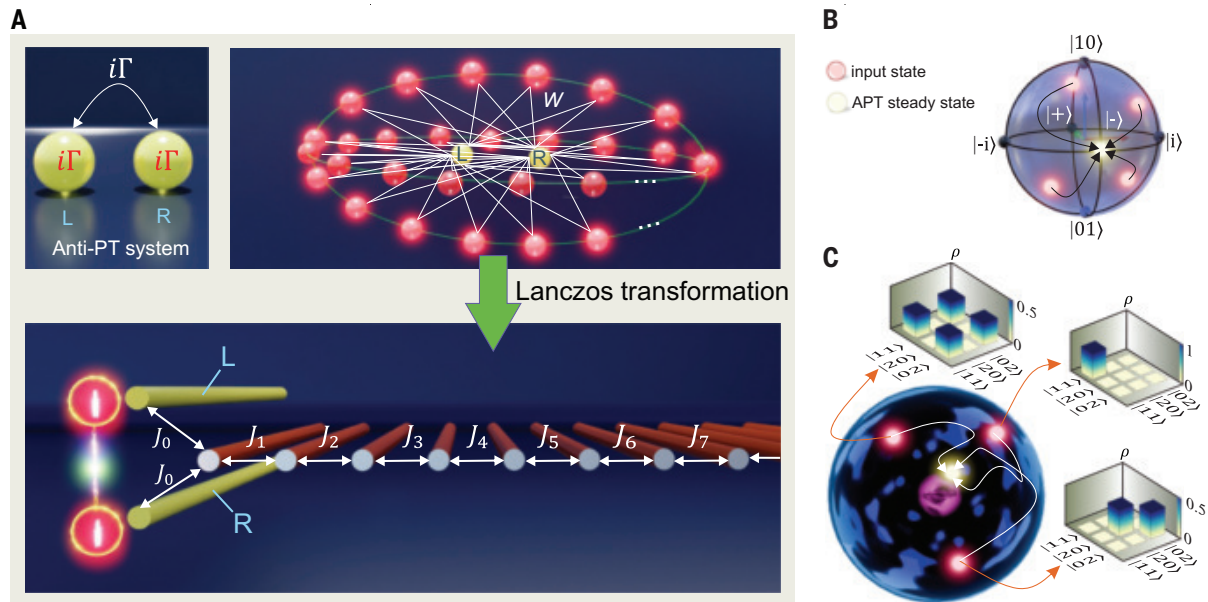 A
iΓ
iΓ
iΓ
L
R
Anti-PT system
W
L
R
...
...
Lanczos transformation
L
J₀
J₁
J₂
J₃
J₄
J₅
J₆
J₇
J₀
R
B
input state
APT steady state
|10⟩
|+⟩
|-⟩
|-i⟩
|i⟩
|01⟩
C
ρ
0.5
0
|11⟩
|20⟩
|02⟩
|02⟩
|20⟩
|11⟩
ρ
1
0
|11⟩
|20⟩
|02⟩
|02⟩
|20⟩
|11⟩
ρ
0.5
0
|11⟩
|20⟩
|02⟩
|02⟩
|20⟩
|11⟩